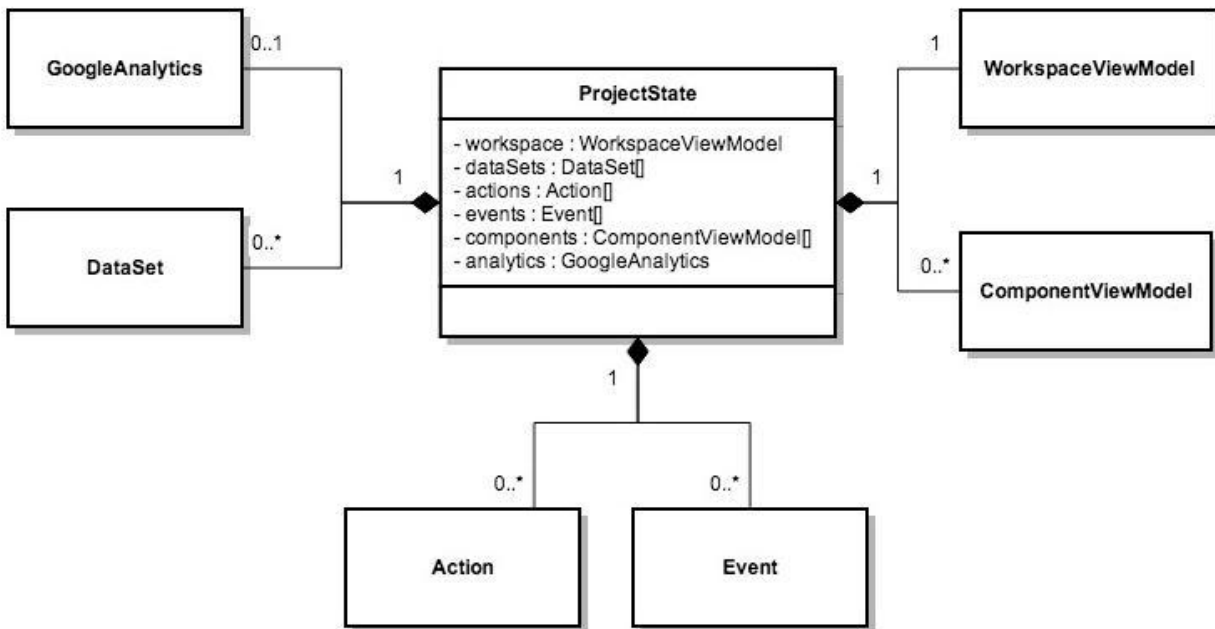 GoogleAnalytics
0..1
1
WorkspaceViewModel
ProjectState
- workspace : WorkspaceViewModel
- dataSets : DataSet[]
- actions : Action[]
- events : Event[]
- components : ComponentViewModel[]
- analytics : GoogleAnalytics
1
1
DataSet
0..*
0..*
ComponentViewModel
1
0..*
0..*
Action
Event